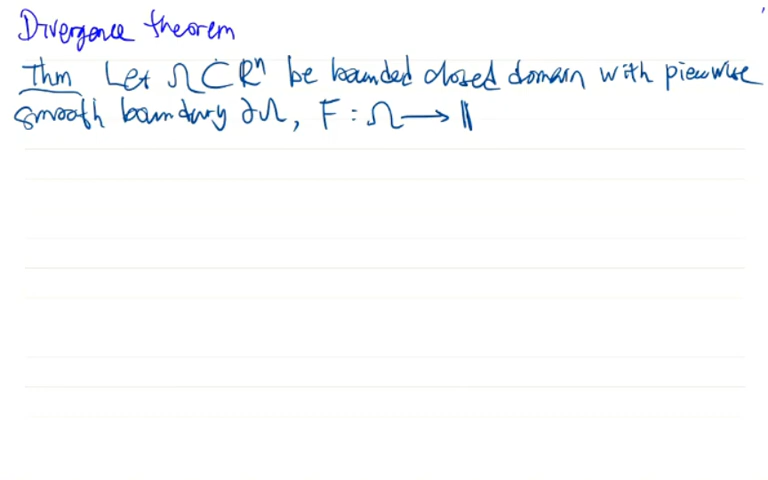 Divergence theorem
Thm Let Ω ⊂ ℝⁿ be bounded closed domain with piecewise
smooth boundary ∂Ω, F : Ω →